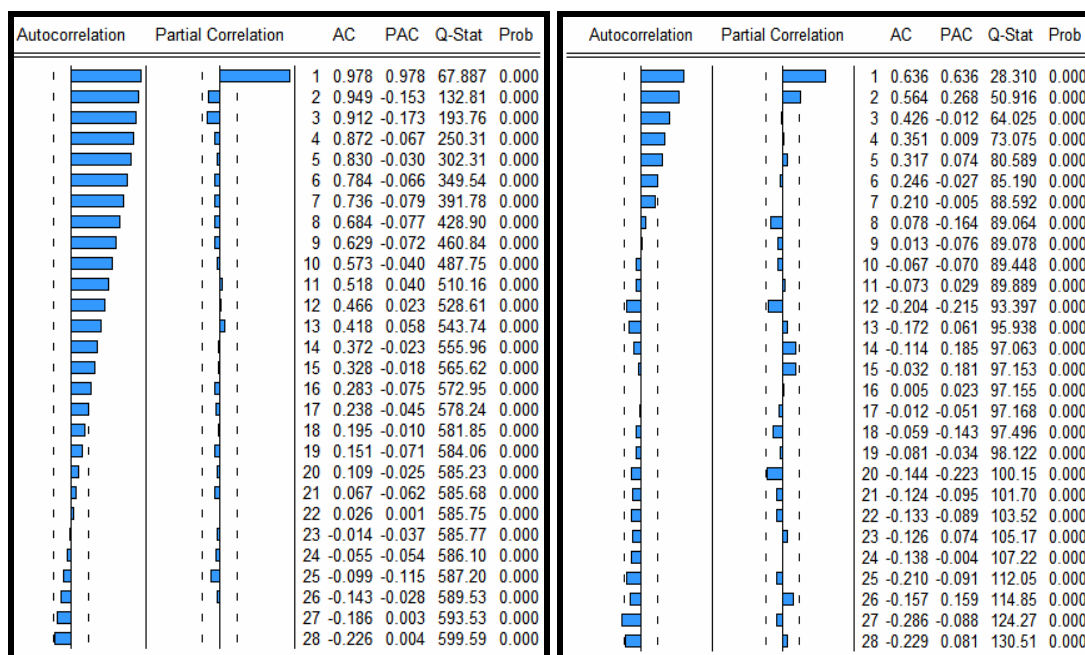 Autocorrelation Partial Correlation AC PAC Q-Stat Prob
1 0.978 0.978 67.887 0.000
2 0.949 -0.153 132.81 0.000
3 0.912 -0.173 193.76 0.000
4 0.872 -0.067 250.31 0.000
5 0.830 -0.030 302.31 0.000
6 0.784 -0.066 349.54 0.000
7 0.736 -0.079 391.78 0.000
8 0.684 -0.077 428.90 0.000
9 0.629 -0.072 460.84 0.000
10 0.573 -0.040 487.75 0.000
11 0.518 0.040 510.16 0.000
12 0.466 0.023 528.61 0.000
13 0.418 0.058 543.74 0.000
14 0.372 -0.023 555.96 0.000
15 0.328 -0.018 565.62 0.000
16 0.283 -0.075 572.95 0.000
17 0.238 -0.045 578.24 0.000
18 0.195 -0.010 581.85 0.000
19 0.151 -0.071 584.06 0.000
20 0.109 -0.025 585.23 0.000
21 0.067 -0.062 585.68 0.000
22 0.026 0.001 585.75 0.000
23 -0.014 -0.037 585.77 0.000
24 -0.055 -0.054 586.10 0.000
25 -0.099 -0.115 587.20 0.000
26 -0.143 -0.028 589.53 0.000
27 -0.186 0.003 593.53 0.000
28 -0.226 0.004 599.59 0.000
Autocorrelation Partial Correlation AC PAC Q-Stat Prob
1 0.636 0.636 28.310 0.000
2 0.564 0.268 50.916 0.000
3 0.426 -0.012 64.025 0.000
4 0.351 0.009 73.075 0.000
5 0.317 0.074 80.589 0.000
6 0.246 -0.027 85.190 0.000
7 0.210 -0.005 88.592 0.000
8 0.078 -0.164 89.064 0.000
9 0.013 -0.076 89.078 0.000
10 -0.067 -0.070 89.448 0.000
11 -0.073 0.029 89.889 0.000
12 -0.204 -0.215 93.397 0.000
13 -0.172 0.061 95.938 0.000
14 -0.114 0.185 97.063 0.000
15 -0.032 0.181 97.153 0.000
16 0.005 0.023 97.155 0.000
17 -0.012 -0.051 97.168 0.000
18 -0.059 -0.143 97.496 0.000
19 -0.081 -0.034 98.122 0.000
20 -0.144 -0.223 100.15 0.000
21 -0.124 -0.095 101.70 0.000
22 -0.133 -0.089 103.52 0.000
23 -0.126 0.074 105.17 0.000
24 -0.138 -0.004 107.22 0.000
25 -0.210 -0.091 112.05 0.000
26 -0.157 0.159 114.85 0.000
27 -0.286 -0.088 124.27 0.000
28 -0.229 0.081 130.51 0.000